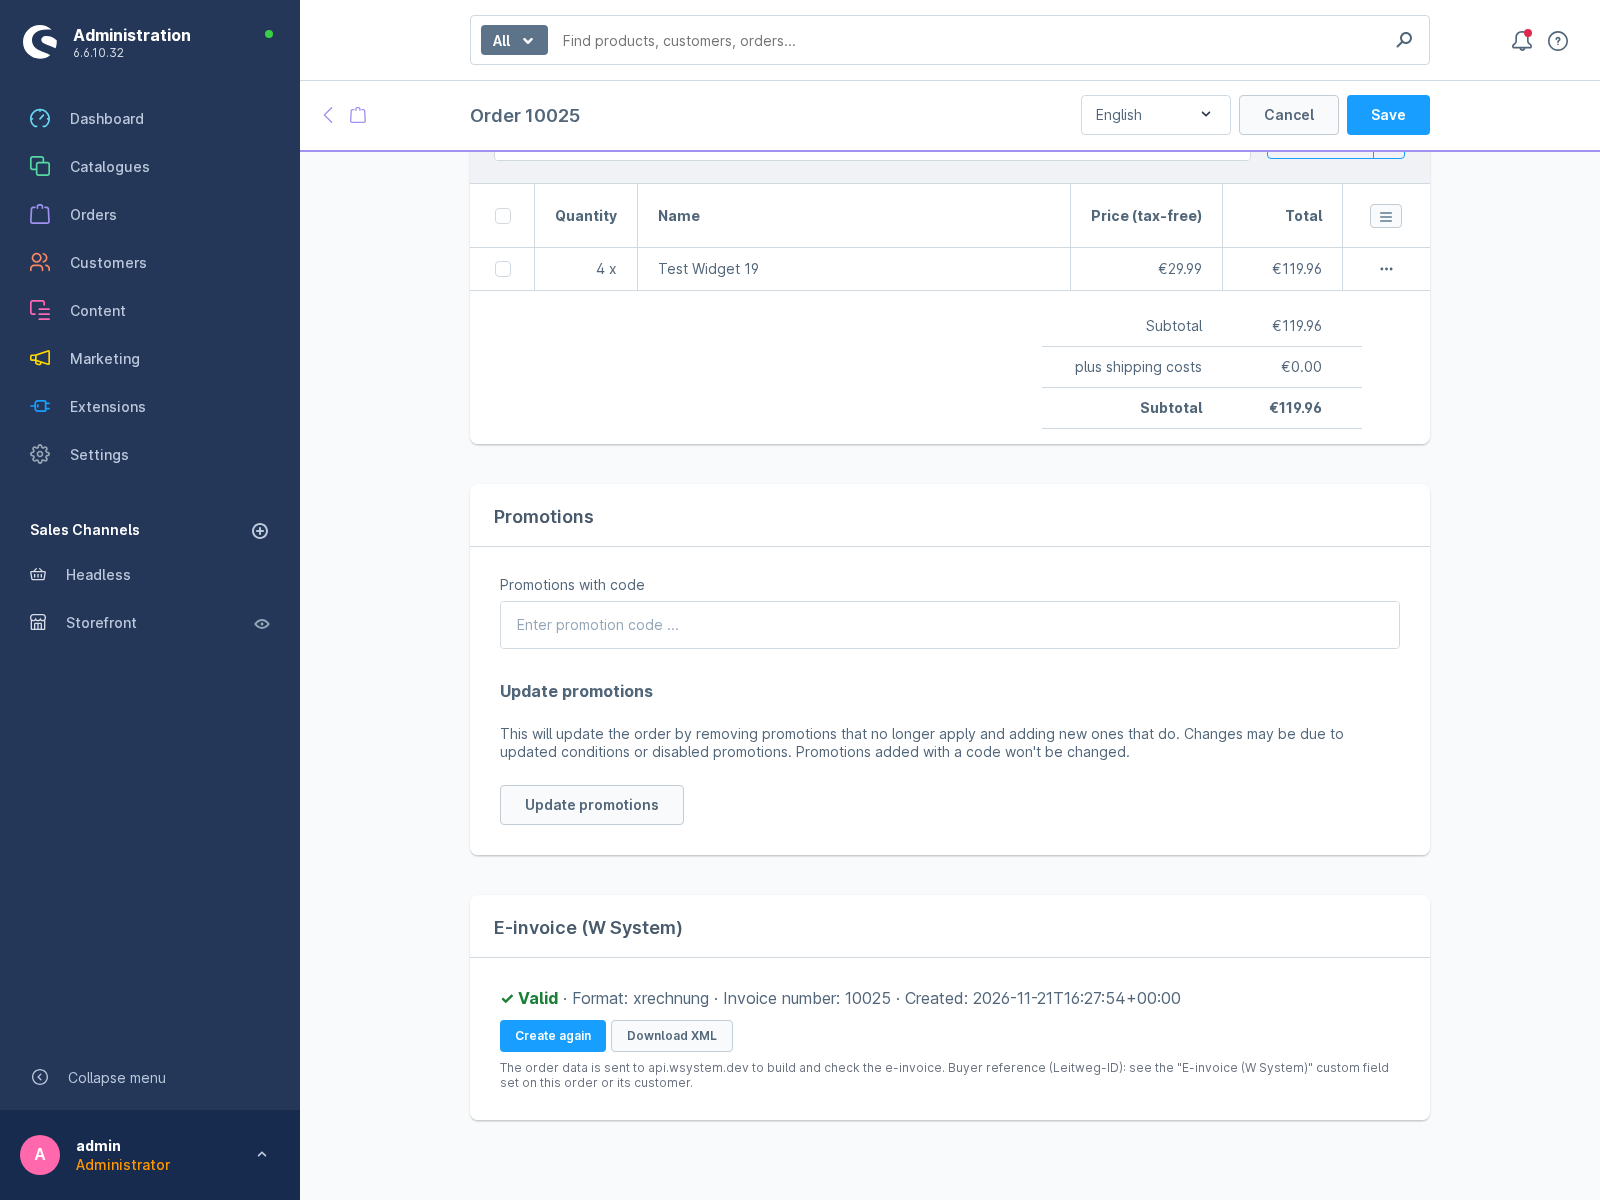 Administration
6.6.10.32
Dashboard
Catalogues
Orders
Customers
Content
Marketing
Extensions
Settings
Sales Channels
Headless
Storefront
Collapse menu
A
admin
Administrator
All
Find products, customers, orders...
Order 10025
English
Cancel
Save
Quantity Name Price (tax-free) Total
4 x Test Widget 19 €29.99 €119.96
Subtotal €119.96
plus shipping costs €0.00
Subtotal €119.96
Promotions
Promotions with code
Enter promotion code ...
Update promotions
This will update the order by removing promotions that no longer apply and adding new ones that do. Changes may be due to
updated conditions or disabled promotions. Promotions added with a code won't be changed.
Update promotions
E-invoice (W System)
✓ Valid · Format: xrechnung · Invoice number: 10025 · Created: 2026-11-21T16:27:54+00:00
Create again Download XML
The order data is sent to api.wsystem.dev to build and check the e-invoice. Buyer reference (Leitweg-ID): see the "E-invoice (W System)" custom field
set on this order or its customer.